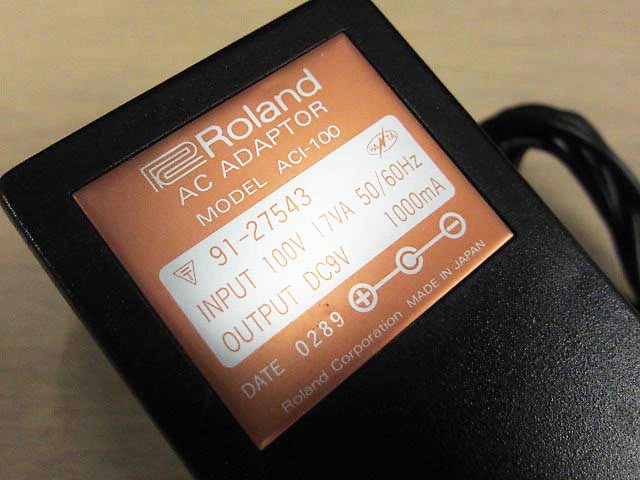 Roland
AC ADAPTOR
MODEL ACI-100
91-27543
INPUT 100V 17VA 50/60Hz
OUTPUT DC9V 1000mA
DATE 0289
Roland Corporation MADE IN JAPAN